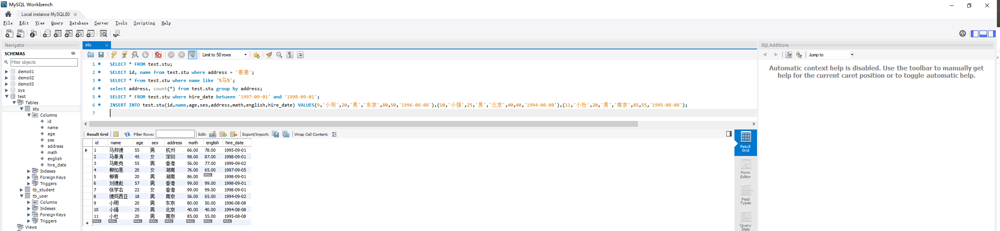 MySQL Workbench
Local instance MySQL80
File Edit View Query Database Server Tools Scripting Help
Navigator
SCHEMAS
Filter objects
demo01
demo02
demo03
sys
test
Tables
stu
Columns
id
name
age
sex
address
math
english
hire_date
Indexes
Foreign Keys
Triggers
tb_student
tb_user
Columns
Indexes
Foreign Keys
Triggers
Views
stu
Limit to 50 rows
1 SELECT * FROM test.stu;
2 SELECT id, name from test.stu where address = '香港';
3 SELECT * from test.stu where name like '%马%';
4 select address, count(*) from test.stu group by address;
5 SELECT * FROM test.stu where hire_date between '1997-09-01' and '1998-09-01';
6 INSERT INTO test.stu(id,name,age,sex,address,math,english,hire_date) VALUES(9,'小明',20,'男','东京',80,50,'1996-08-08'),(10,'小强',25,'男','北京',40,40,'1994-08-08'),(11,'小杜',20,'男','南京',85,55,'1995-08-08');
7
Result Grid Filter Rows: Edit: Export/Import: Wrap Cell Content:
id name age sex address math english hire_date
1 马邦德 55 男 杭州 66.00 78.00 1995-09-01
2 马景涛 45 女 深圳 98.00 87.00 1998-09-01
3 马斯克 55 男 香港 56.00 77.00 1999-09-02
4 柳如是 20 女 湖南 76.00 65.00 1997-09-05
5 柳青 20 男 湖南 86.00 NULL 1998-09-01
6 刘德彪 57 男 香港 99.00 99.00 1998-09-01
7 张学右 22 女 香港 99.00 99.00 1998-09-01
8 德玛西亚 18 男 南京 56.00 65.00 1994-09-02
9 小明 20 男 东京 80.00 50.00 1996-08-08
10 小强 25 男 北京 40.00 40.00 1994-08-08
11 小杜 20 男 南京 85.00 55.00 1995-08-08
NULL NULL NULL NULL NULL NULL NULL NULL
Result
Grid
Form
Editor
Field
Types
Query
Stats
SQLAdditions
Jump to
Automatic context help is disabled. Use the toolbar to manually get
help for the current caret position or to toggle automatic help.